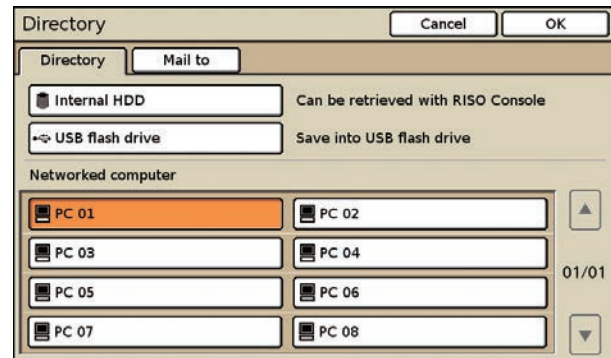 Directory Cancel OK
Directory Mail to
Internal HDD Can be retrieved with RISO Console
USB flash drive Save into USB flash drive
Networked computer
PC 01 PC 02
PC 03 PC 04
01/01
PC 05 PC 06
PC 07 PC 08